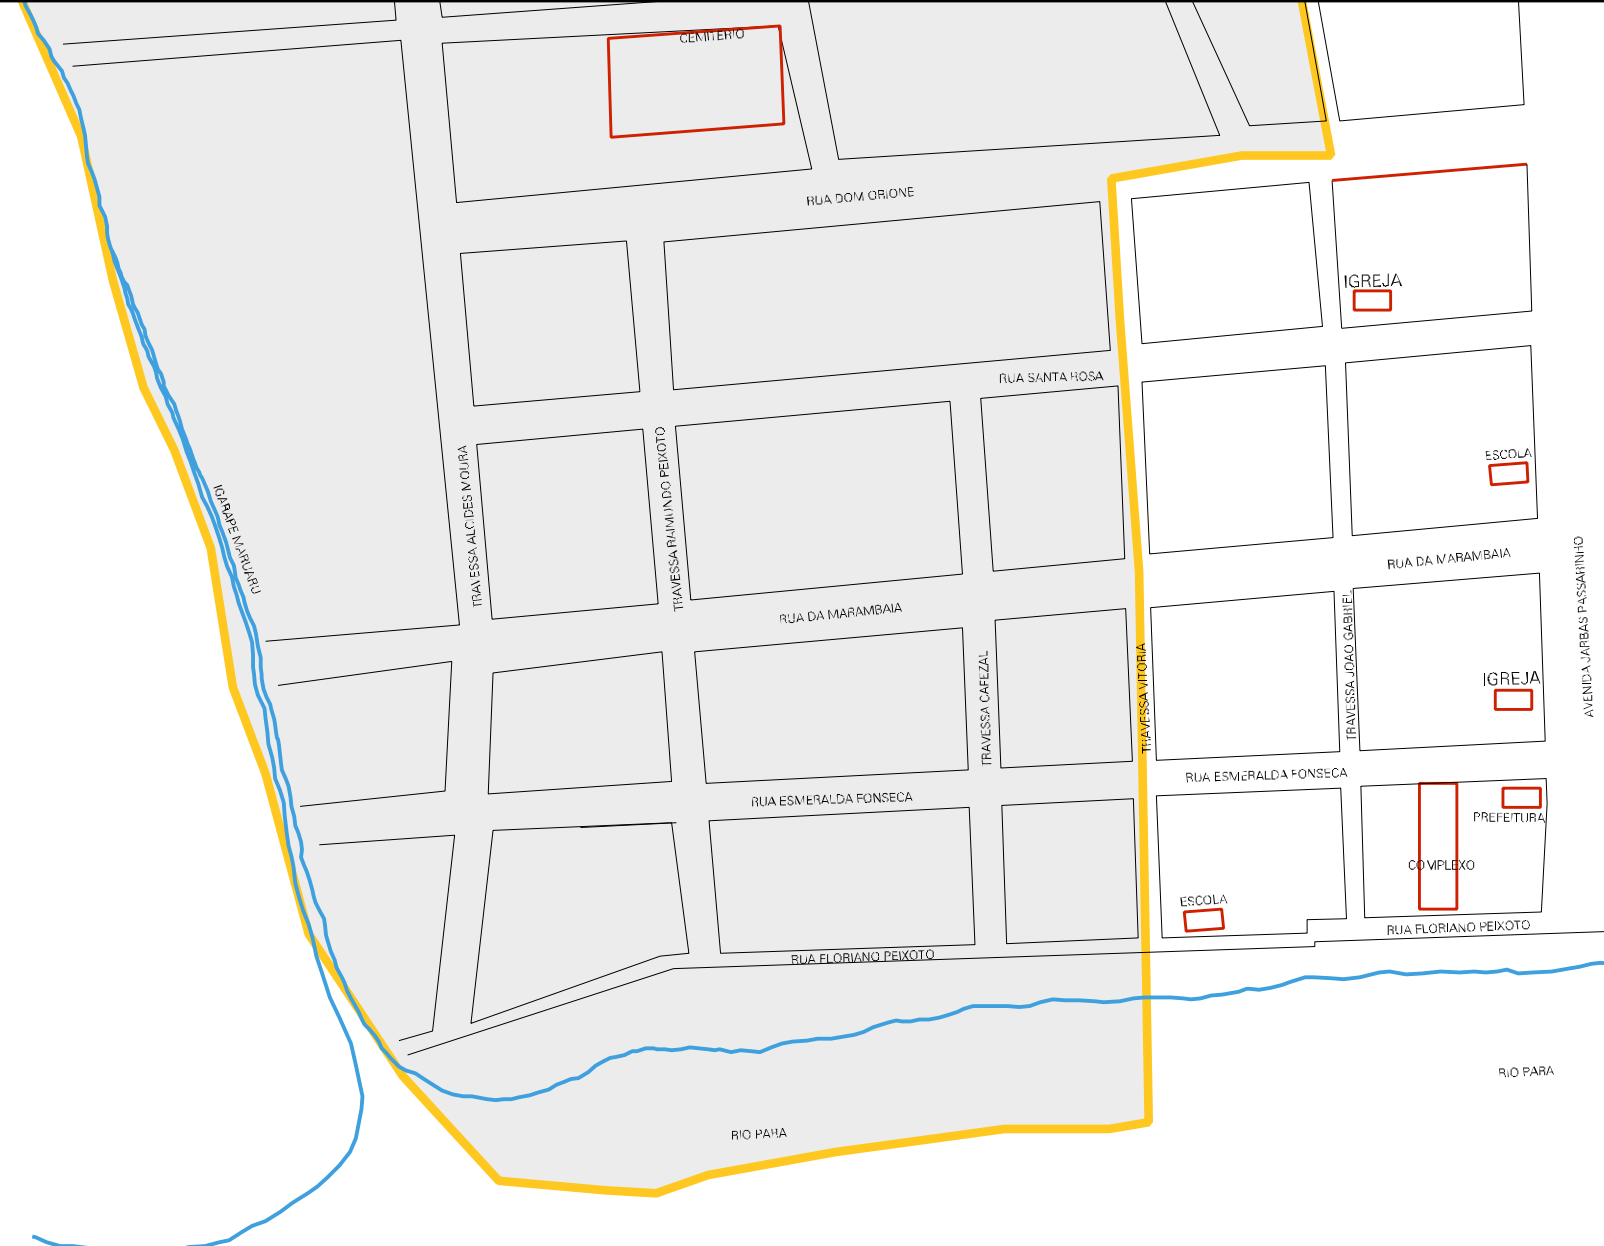 CEMITERIO
RUA DOM ORIONE
IGREJA
RUA SANTA ROSA
ESCOLA
TRAVESSA ALCIDES MOURA
TRAVESSA RAIMUNDO PEIXOTO
IGARAPE MARUARU
RUA DA MARAMBAIA
AVENIDA JARBAS PASSARINHO
RUA DA MARAMBAIA
TRAVESSA CAFEZAL
TRAVESSA VITORIA
TRAVESSA JOAO GABRIEL
IGREJA
RUA ESMERALDA FONSECA
RUA ESMERALDA FONSECA
PREFEITURA
COMPLEXO
ESCOLA
RUA FLORIANO PEIXOTO
RUA FLORIANO PEIXOTO
RIO PARA
RIO PARA